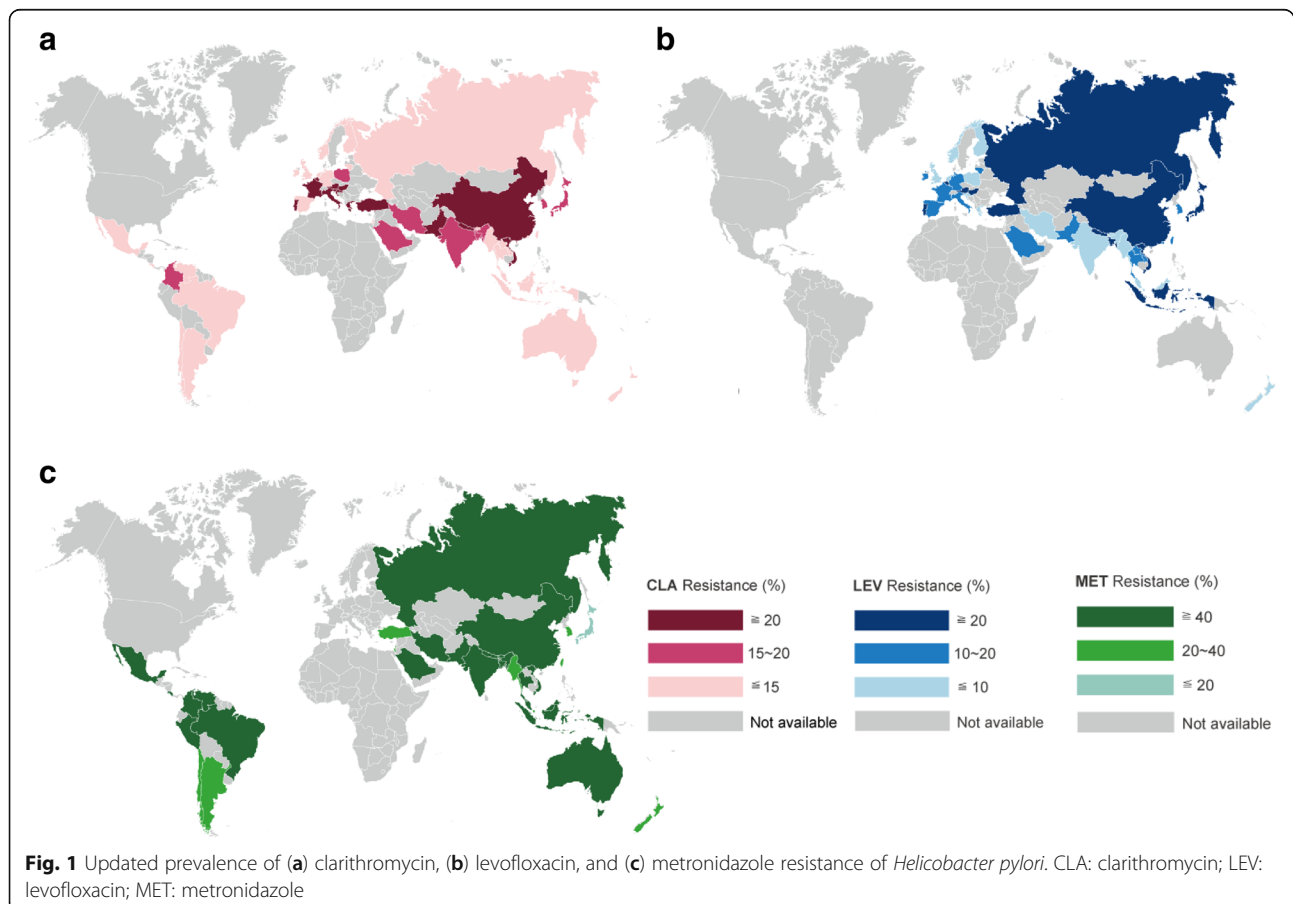 a
b
c
CLA Resistance (%)
≧ 20
15~20
≦ 15
Not available
LEV Resistance (%)
≧ 20
10~20
≦ 10
Not available
MET Resistance (%)
≧ 40
20~40
≦ 20
Not available
Fig. 1 Updated prevalence of (a) clarithromycin, (b) levofloxacin, and (c) metronidazole resistance of Helicobacter pylori. CLA: clarithromycin; LEV:
levofloxacin; MET: metronidazole